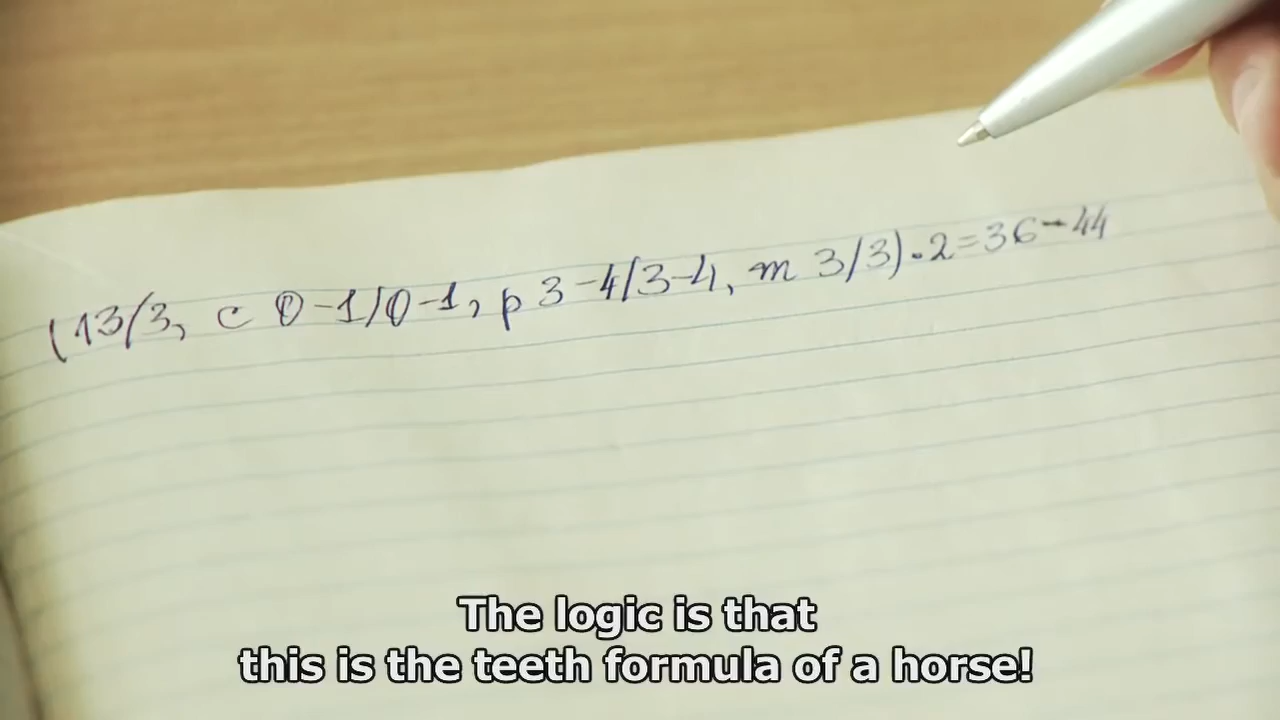 (13/3, c 0-1/0-1, p 3-4/3-4, m 3/3)·2=36-44
The logic is that
this is the teeth formula of a horse!